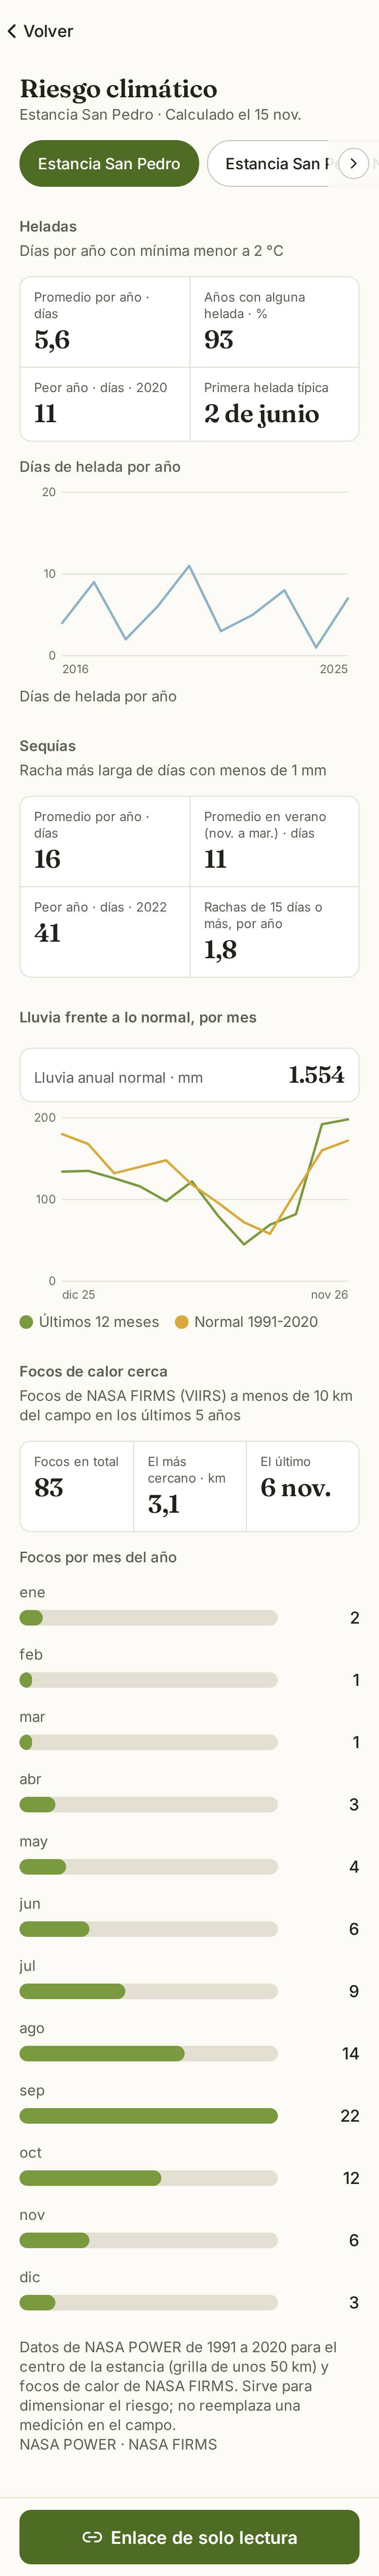 Volver
Riesgo climático
Estancia San Pedro · Calculado el 15 nov.
Estancia San Pedro
Estancia San
Heladas
Días por año con mínima menor a 2 °C
Promedio por año ·
días
5,6
Años con alguna
helada · %
93
Peor año · días · 2020
11
Primera helada típica
2 de junio
Días de helada por año
20
10
0
2016
2025
Días de helada por año
Sequías
Racha más larga de días con menos de 1 mm
Promedio por año ·
días
16
Promedio en verano
(nov. a mar.) · días
11
Peor año · días · 2022
41
Rachas de 15 días o
más, por año
1,8
Lluvia frente a lo normal, por mes
Lluvia anual normal · mm
1.554
200
100
0
dic 25
nov 26
Últimos 12 meses
Normal 1991-2020
Focos de calor cerca
Focos de NASA FIRMS (VIIRS) a menos de 10 km
del campo en los últimos 5 años
Focos en total
83
El más
cercano · km
3,1
El último
6 nov.
Focos por mes del año
ene
2
feb
1
mar
1
abr
3
may
4
jun
6
jul
9
ago
14
sep
22
oct
12
nov
6
dic
3
Datos de NASA POWER de 1991 a 2020 para el
centro de la estancia (grilla de unos 50 km) y
focos de calor de NASA FIRMS. Sirve para
dimensionar el riesgo; no reemplaza una
medición en el campo.
NASA POWER · NASA FIRMS
Enlace de solo lectura